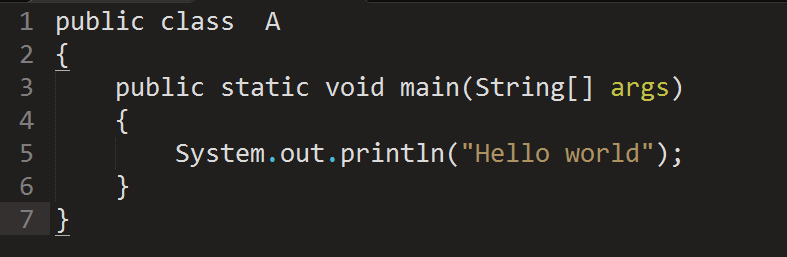 1 public class  A
2 {
3     public static void main(String[] args)
4     {
5         System.out.println("Hello world");
6     }
7 }